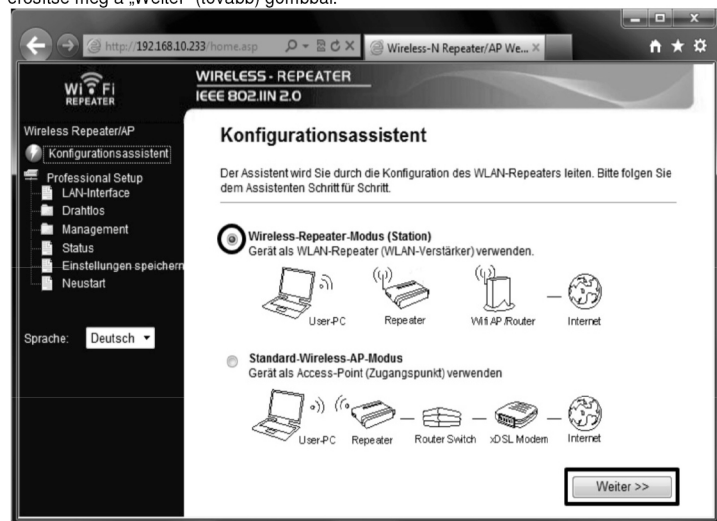 erősítse meg a „Weiter" (tovább) gombbal.
http://192.168.10.233/home.asp
Wireless-N Repeater/AP We...
Wi Fi
REPEATER
WIRELESS - REPEATER
IEEE 802.11N 2.0
Wireless Repeater/AP
Konfigurationsassistent
Professional Setup
LAN-Interface
Drahtlos
Management
Status
Einstellungen speichern
Neustart
Sprache: Deutsch
Konfigurationsassistent
Der Assistent wird Sie durch die Konfiguration des WLAN-Repeaters leiten. Bitte folgen Sie
dem Assistenten Schritt für Schritt.
Wireless-Repeater-Modus (Station)
Gerät als WLAN-Repeater (WLAN-Verstärker) verwenden.
User-PC Repeater Wifi AP /Router Internet
Standard-Wireless-AP-Modus
Gerät als Access-Point (Zugangspunkt) verwenden
User-PC Repeater Router Switch xDSL Modem Internet
Weiter >>